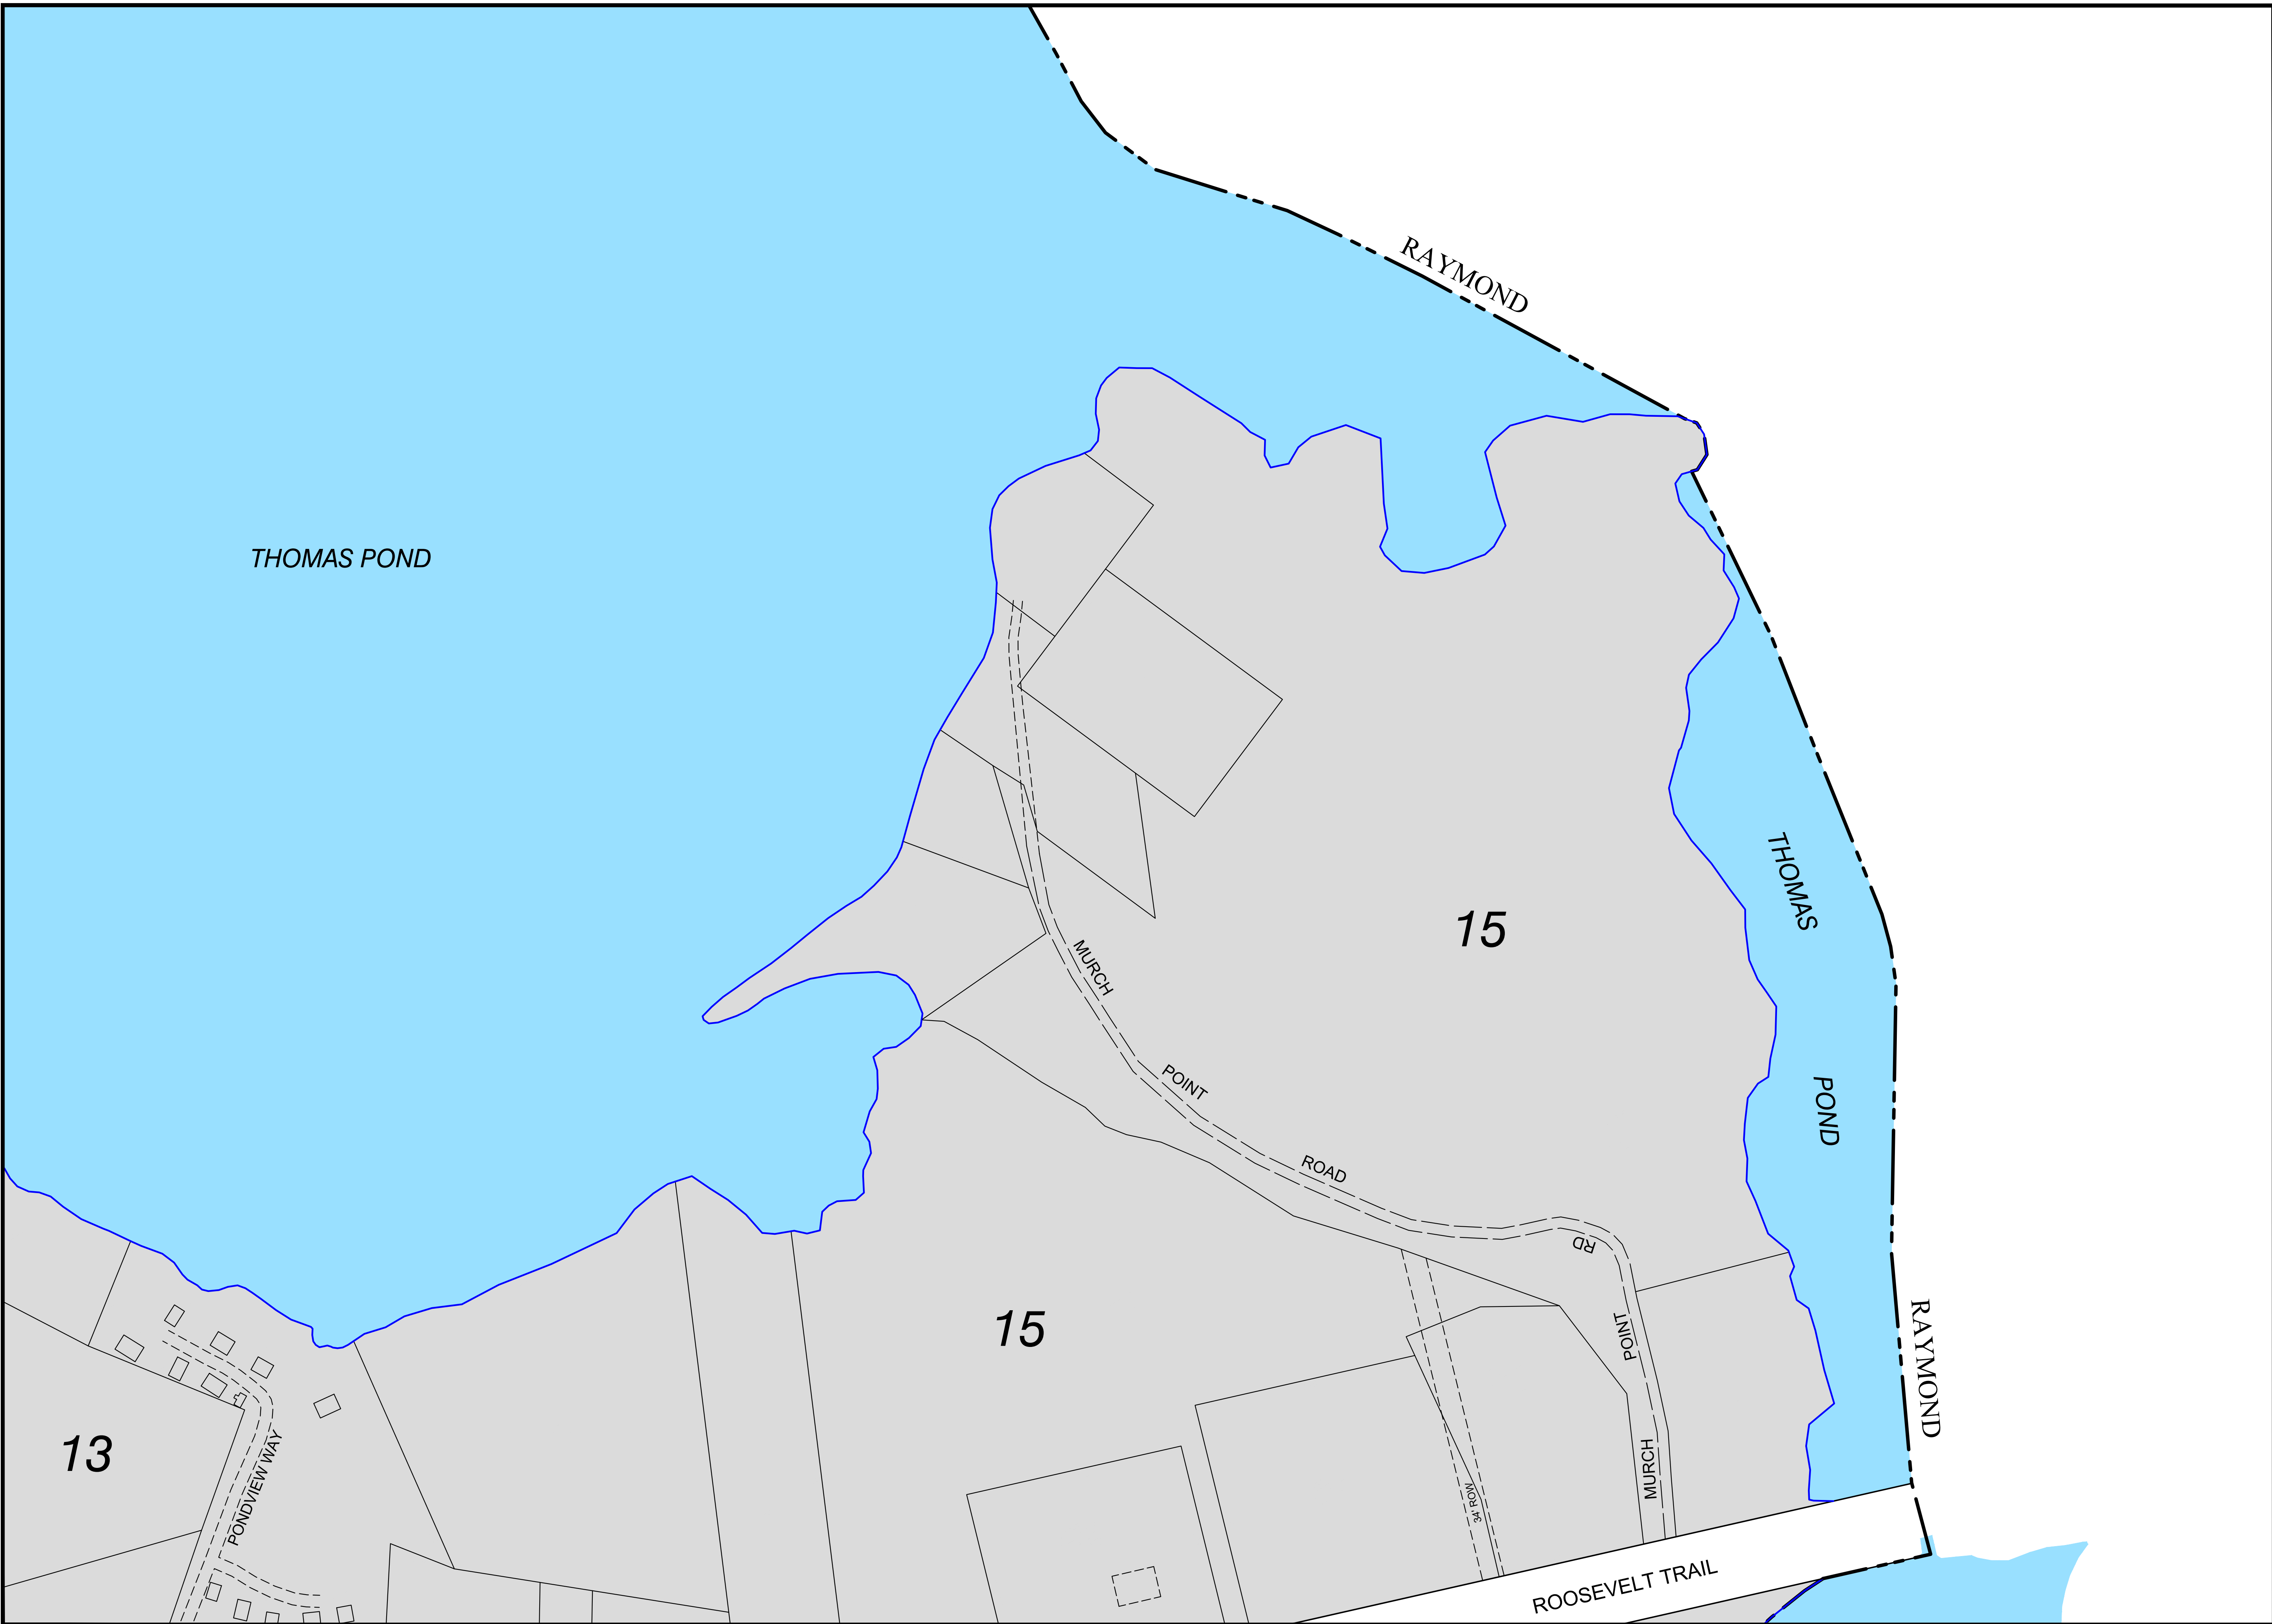 RAYMOND
THOMAS POND
THOMAS
POND
15
MURCH
POINT
ROAD
RD
POINT
MURCH
15
34' ROW
13
PONDVIEW WAY
RAYMOND
ROOSEVELT TRAIL